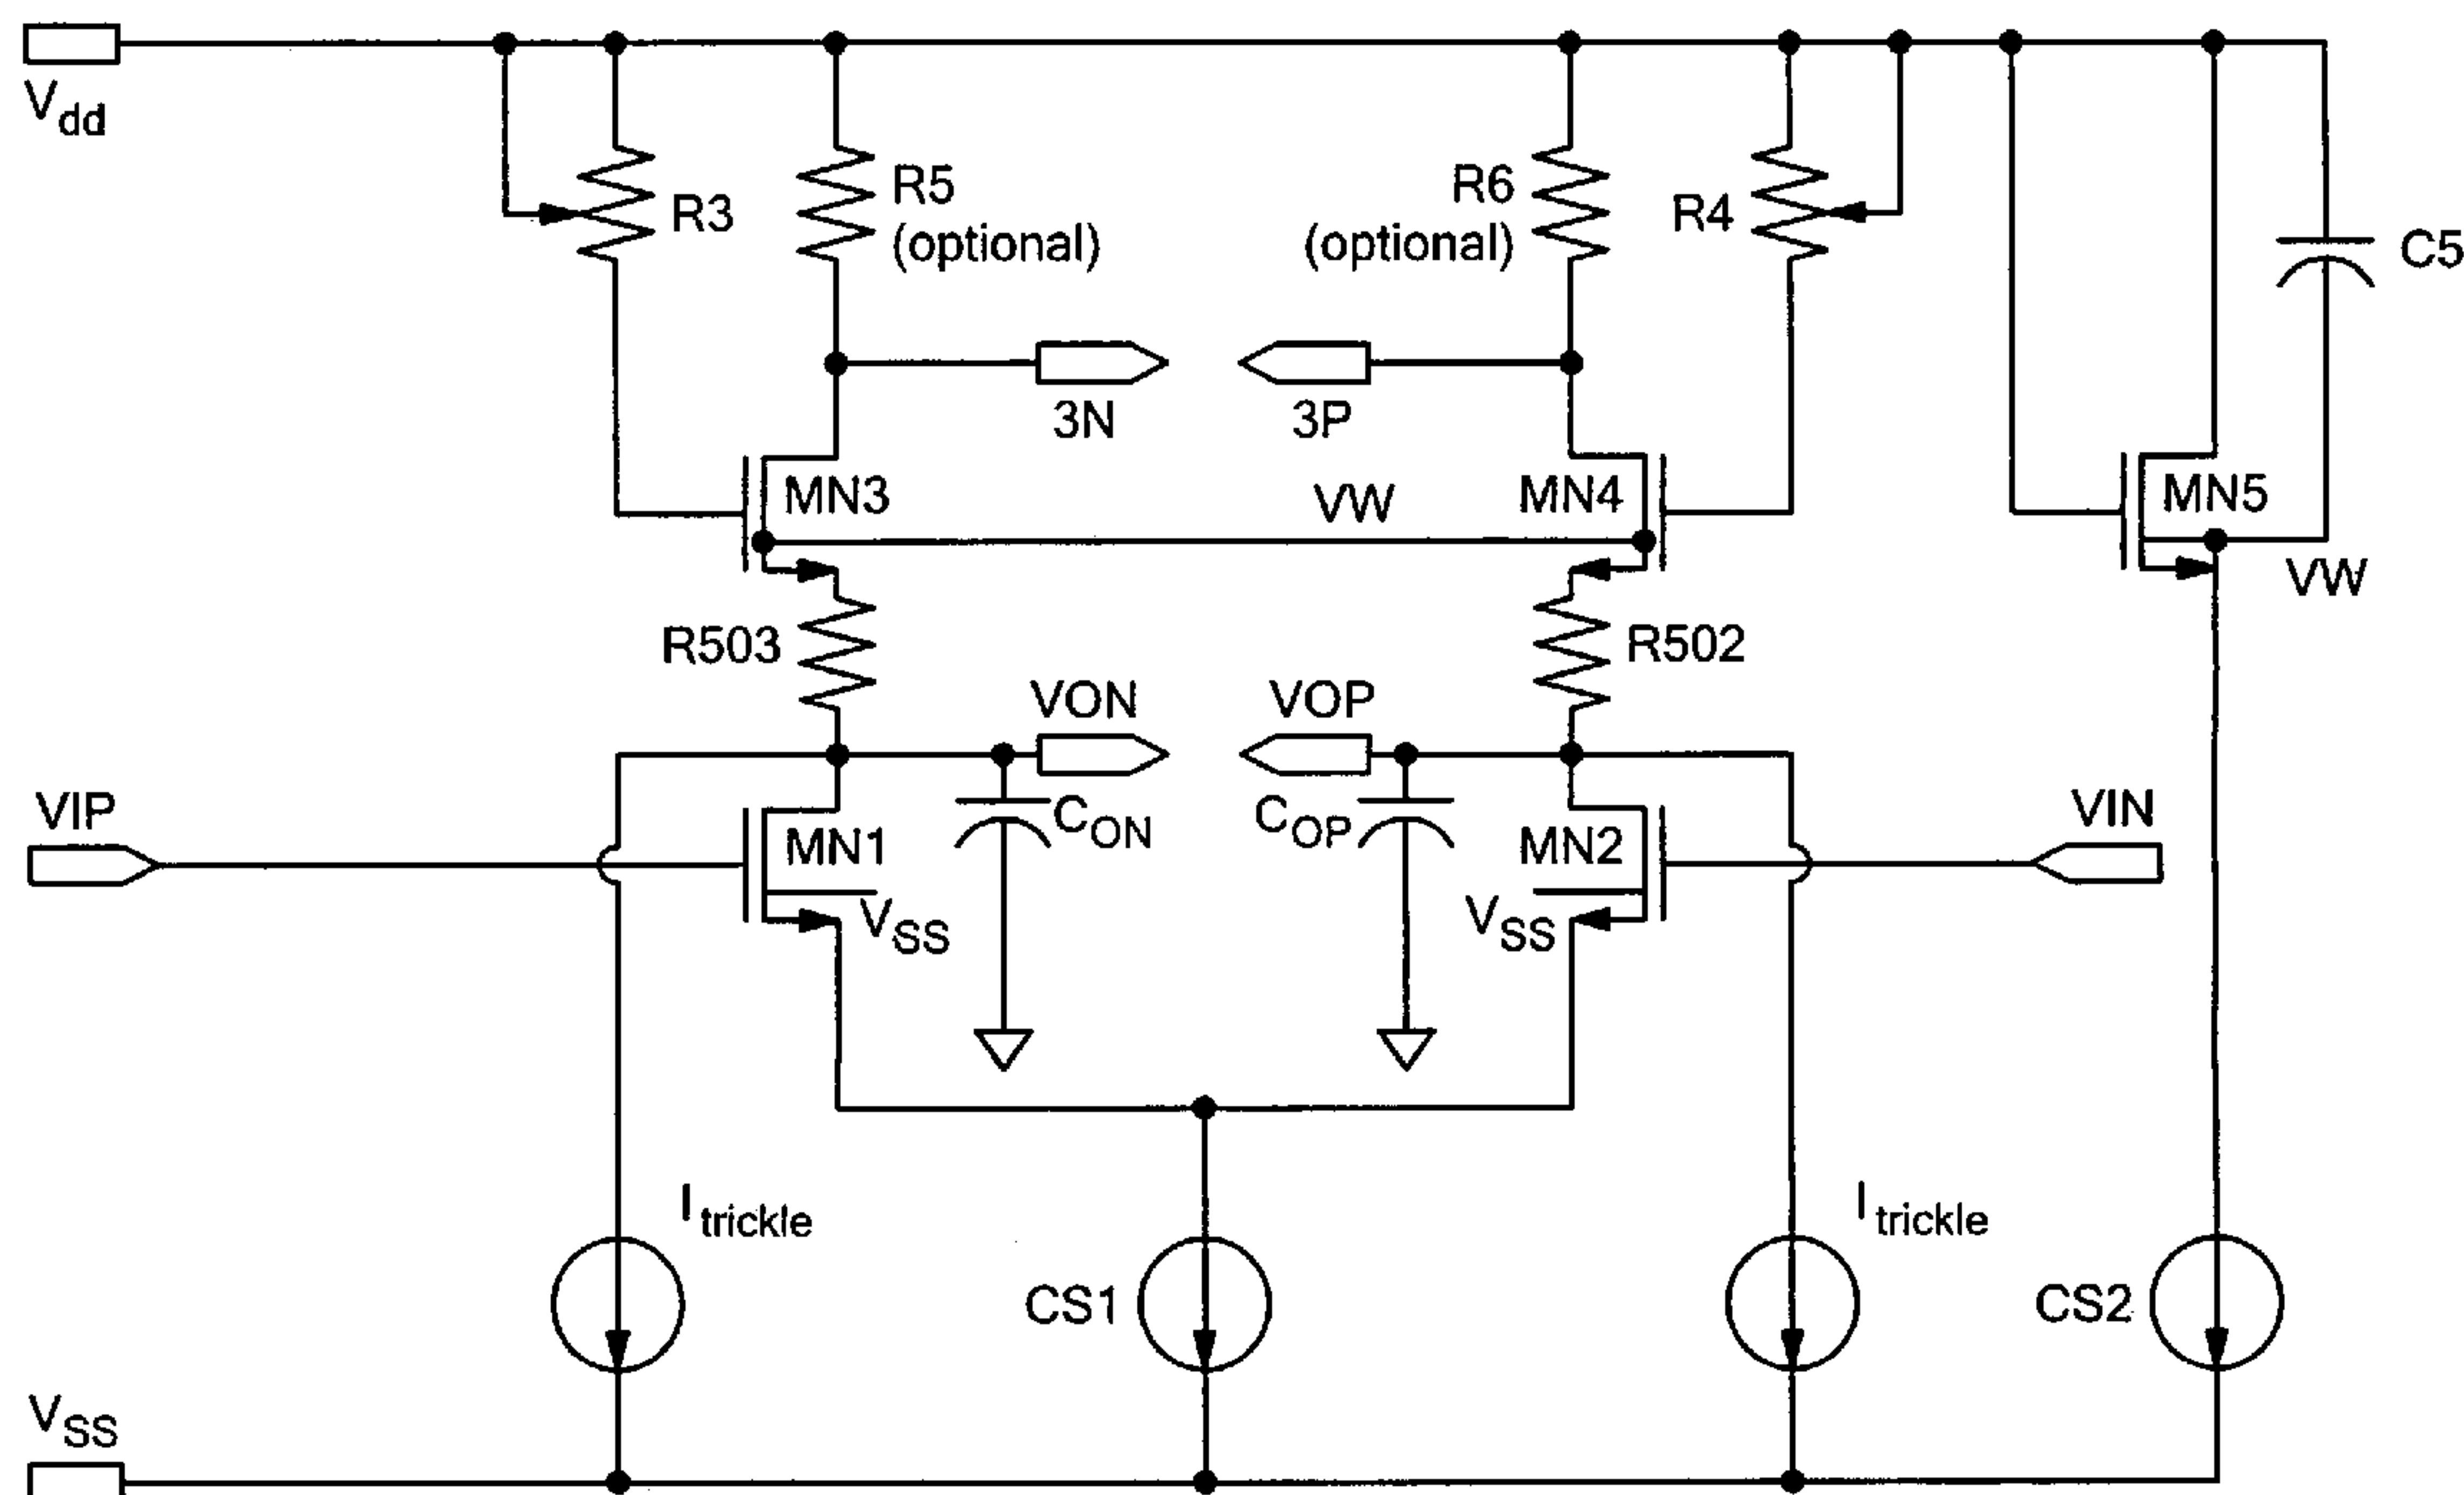 Vdd
R3
R5
(optional)
R6
(optional)
R4
C5
3N
3P
MN3
VW
MN4
MN5
VW
R503
R502
VON
VOP
VIP
CON
COP
VIN
MN1
MN2
VSS
VSS
Itrickle
Itrickle
CS1
CS2
VSS